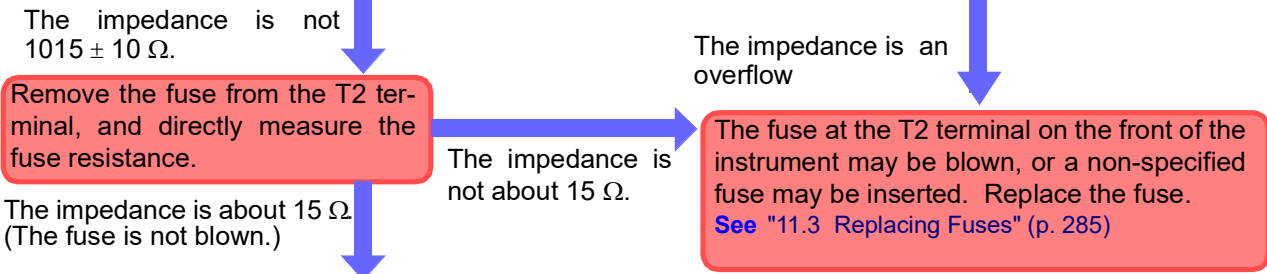 The impedance is not
1015 ± 10 Ω.
Remove the fuse from the T2 ter-
minal, and directly measure the
fuse resistance.
The impedance is about 15 Ω.
(The fuse is not blown.)
The impedance is
not about 15 Ω.
The impedance is an
overflow
The fuse at the T2 terminal on the front of the
instrument may be blown, or a non-specified
fuse may be inserted. Replace the fuse.
See "11.3 Replacing Fuses" (p. 285)